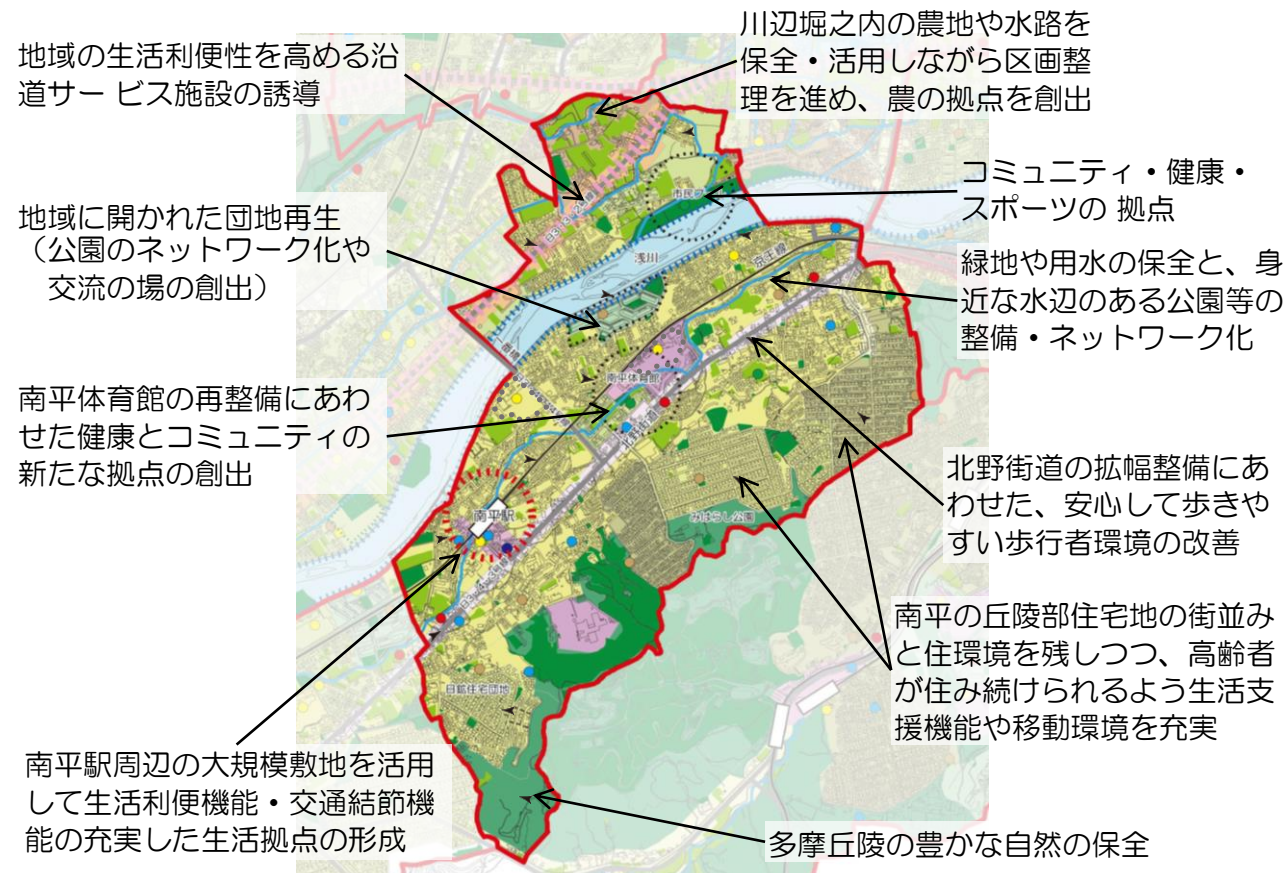 川辺堀之内の農地や水路を
保全・活用しながら区画整
理を進め、農の拠点を創出
地域の生活利便性を高める沿
道サー ビス施設の誘導
コミュニティ・健康・
スポーツの 拠点
地域に開かれた団地再生
（公園のネットワーク化や
交流の場の創出）
緑地や用水の保全と、身
近な水辺のある公園等の
整備・ネットワーク化
南平体育館の再整備にあわ
せた健康とコミュニティの
新たな拠点の創出
北野街道の拡幅整備にあ
わせた、安心して歩きや
すい歩行者環境の改善
南平の丘陵部住宅地の街並み
と住環境を残しつつ、高齢者
が住み続けられるよう生活支
援機能や移動環境を充実
南平駅周辺の大規模敷地を活用
して生活利便機能・交通結節機
能の充実した生活拠点の形成
多摩丘陵の豊かな自然の保全
浅川
京王線
一番橋
南平体育館
北野街道
南平駅
みはらし公園
日鉱住宅団地